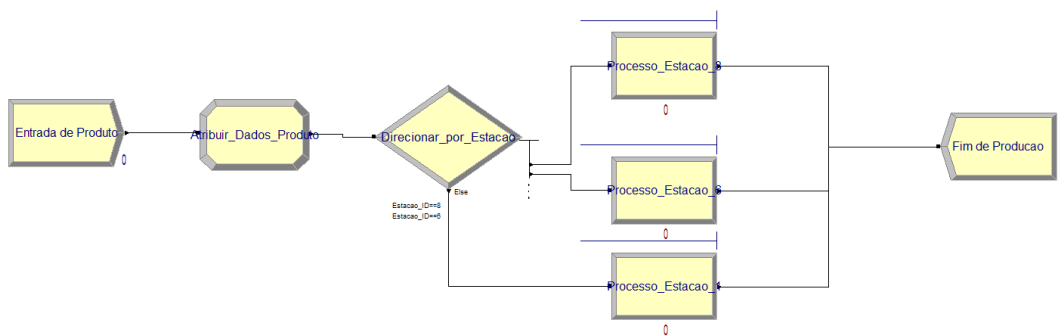 Processo_Estacao_8
0
Entrada de Produto
0
Atribuir_Dados_Produto
Direcionar_por_Estacao
Else
Estacao_ID==8
Estacao_ID==6
Processo_Estacao_6
0
Fim de Producao
Processo_Estacao_1
0